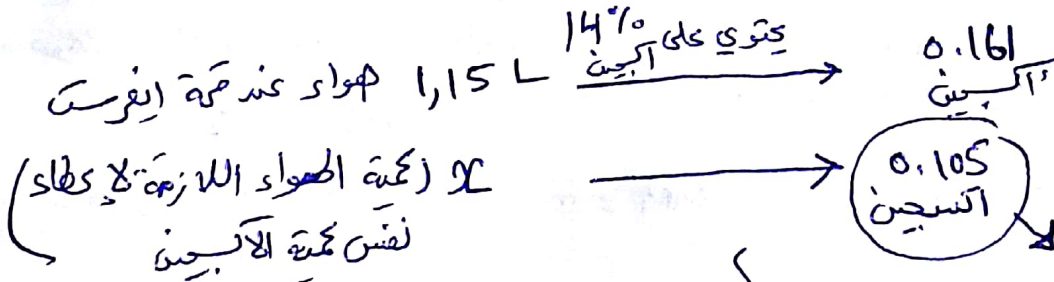 1,15 L هواء عند قمة إيفرست يحتوي على 14% أكسجين 0.161 أكسجين
x (كمية الهواء اللازمة لإعطاء 0.105 اكسجين
نفس كمية الأكسجين